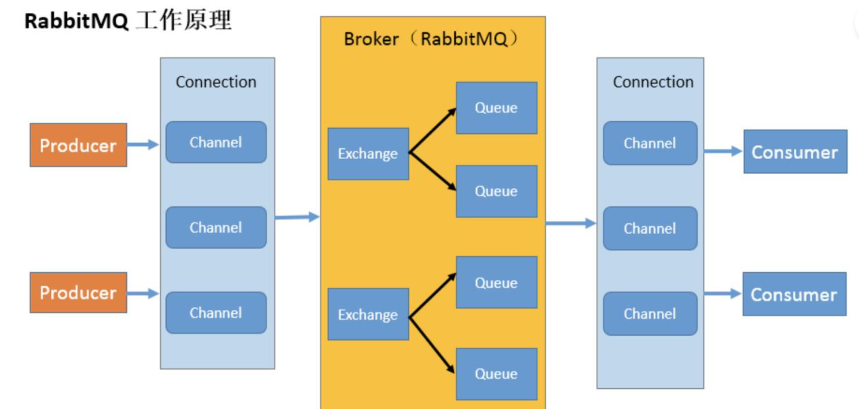 RabbitMQ 工作原理
Broker（RabbitMQ）
Connection
Connection
Producer
Channel
Exchange
Queue
Queue
Channel
Consumer
Channel
Channel
Producer
Channel
Exchange
Queue
Queue
Channel
Consumer